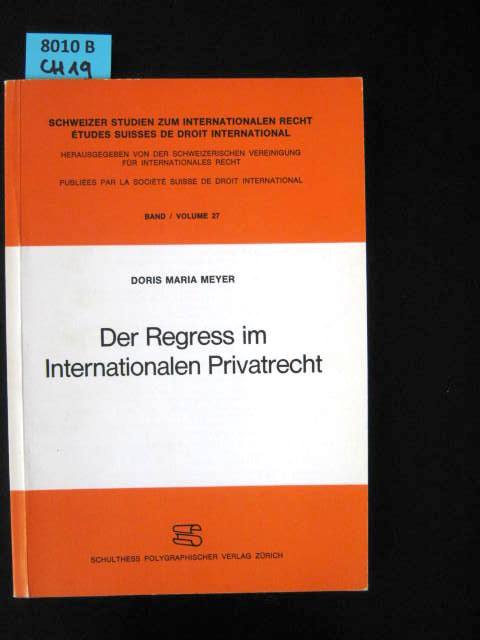 8010 B
CH 19
SCHWEIZER STUDIEN ZUM INTERNATIONALEN RECHT
ÉTUDES SUISSES DE DROIT INTERNATIONAL
HERAUSGEGEBEN VON DER SCHWEIZERISCHEN VEREINIGUNG
FÜR INTERNATIONALES RECHT
PUBLIÉES PAR LA SOCIÉTÉ SUISSE DE DROIT INTERNATIONAL
BAND / VOLUME 27
DORIS MARIA MEYER
Der Regress im
Internationalen Privatrecht
SCHULTHESS POLYGRAPHISCHER VERLAG ZÜRICH